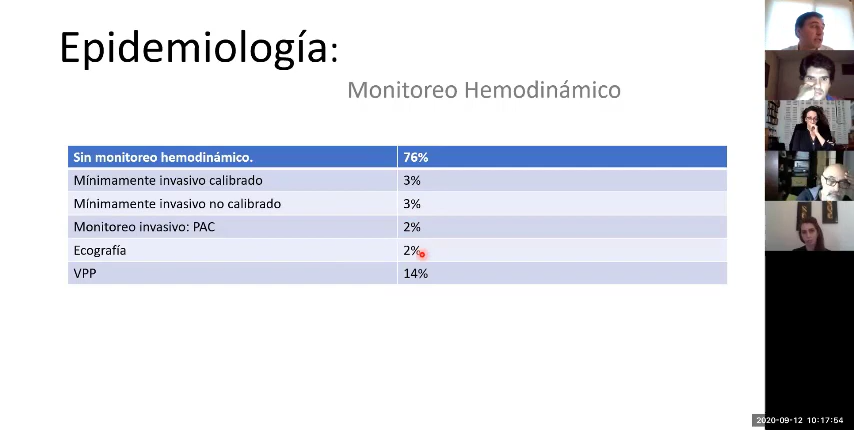 Epidemiología:
Monitoreo Hemodinámico
Sin monitoreo hemodinámico. 76%
Mínimamente invasivo calibrado 3%
Mínimamente invasivo no calibrado 3%
Monitoreo invasivo: PAC 2%
Ecografía 2%
VPP 14%
2020-09-12 10:17:54